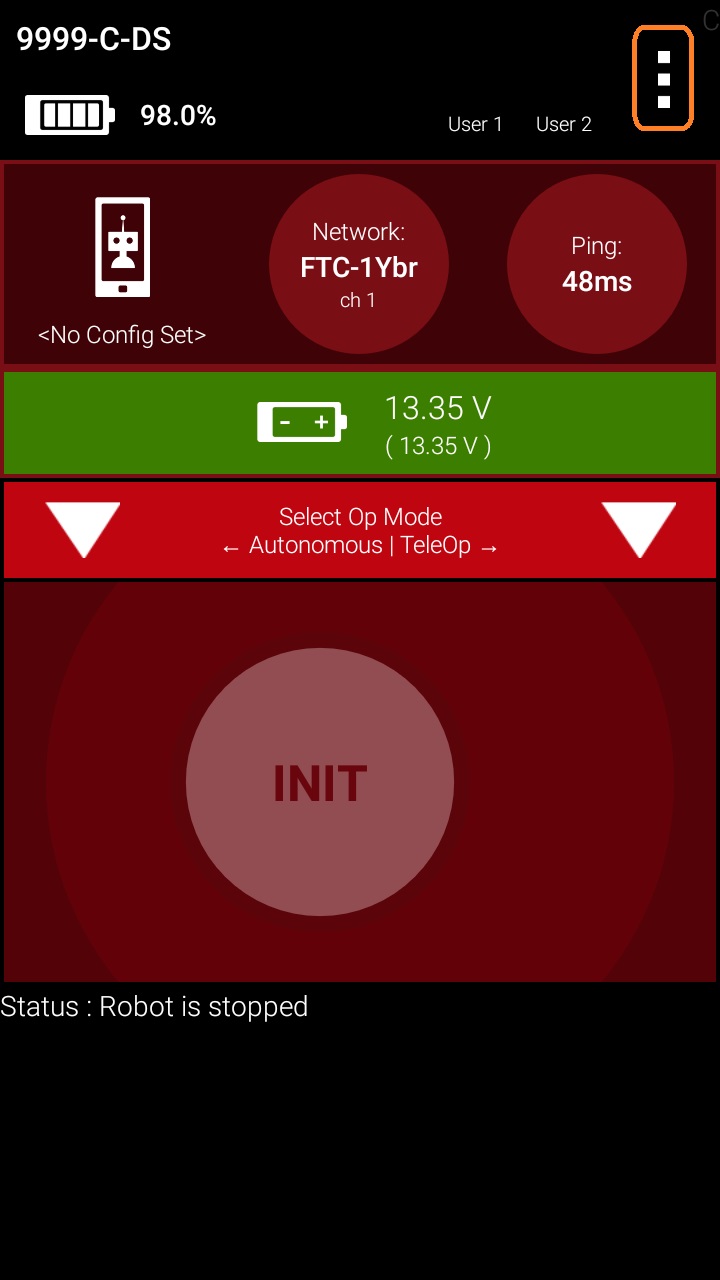 9999-C-DS
C
98.0%
User 1
User 2
Network:
FTC-1Ybr
ch 1
Ping:
48ms
<No Config Set>
13.35 V
( 13.35 V )
Select Op Mode
← Autonomous | TeleOp →
INIT
Status : Robot is stopped